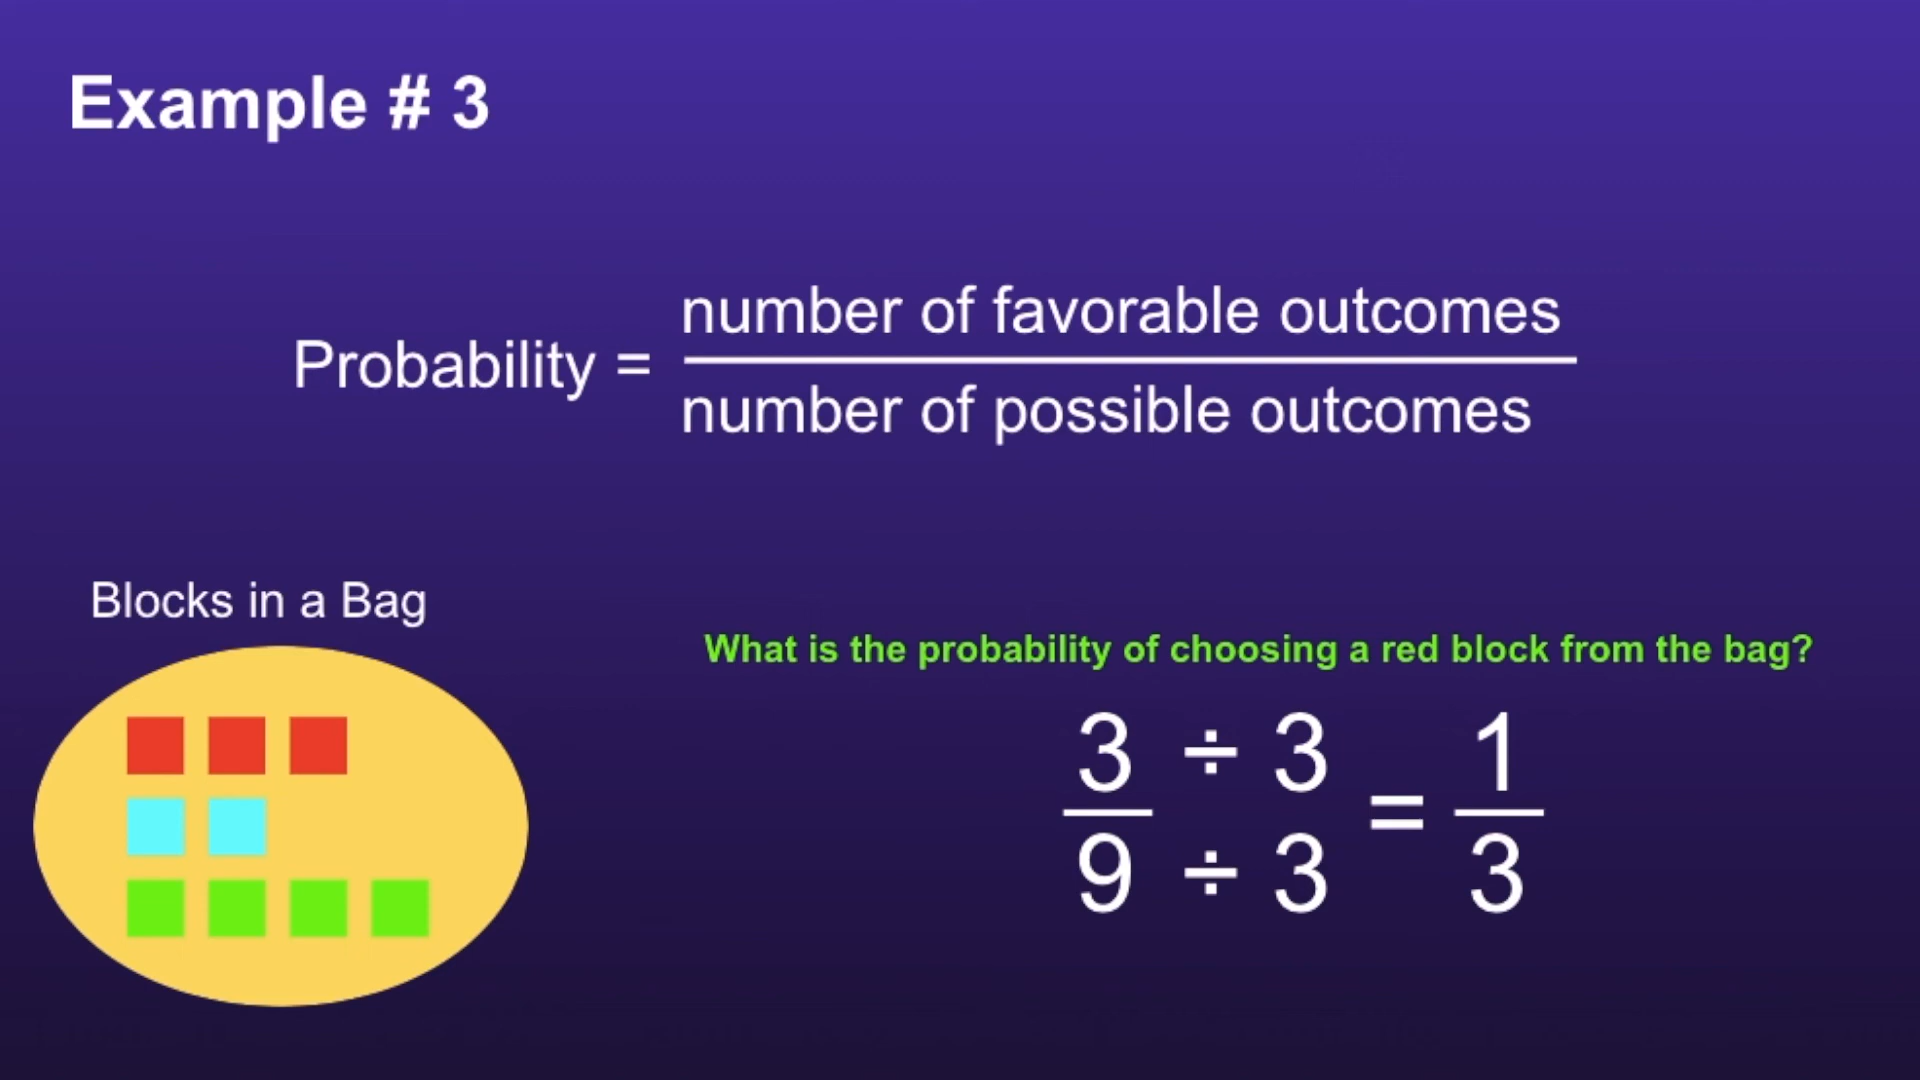 Example # 3
number of favorable outcomes
Probability =
number of possible outcomes
Blocks in a Bag
What is the probability of choosing a red block from the bag?
3 ÷ 3 1
=
9 ÷ 3 3